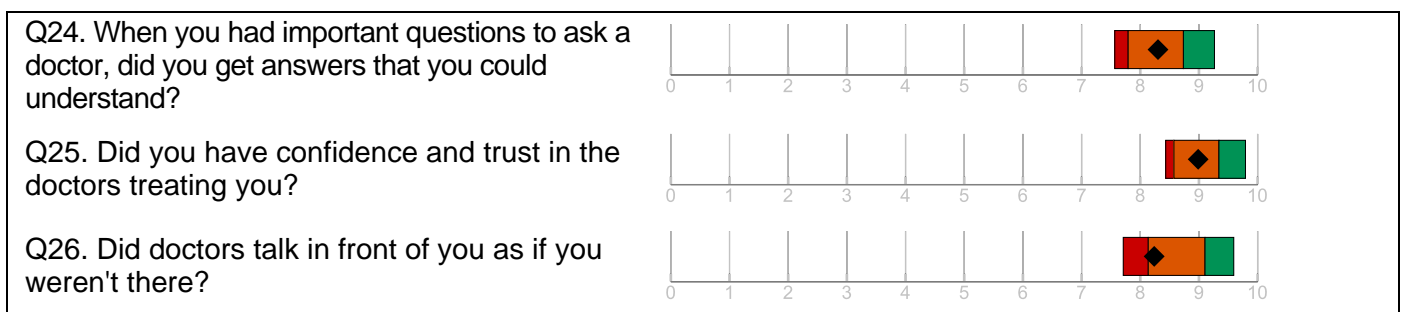 Q24. When you had important questions to ask a
doctor, did you get answers that you could
understand?
0 1 2 3 4 5 6 7 8 9 10
Q25. Did you have confidence and trust in the
doctors treating you?
0 1 2 3 4 5 6 7 8 9 10
Q26. Did doctors talk in front of you as if you
weren't there?
0 1 2 3 4 5 6 7 8 9 10